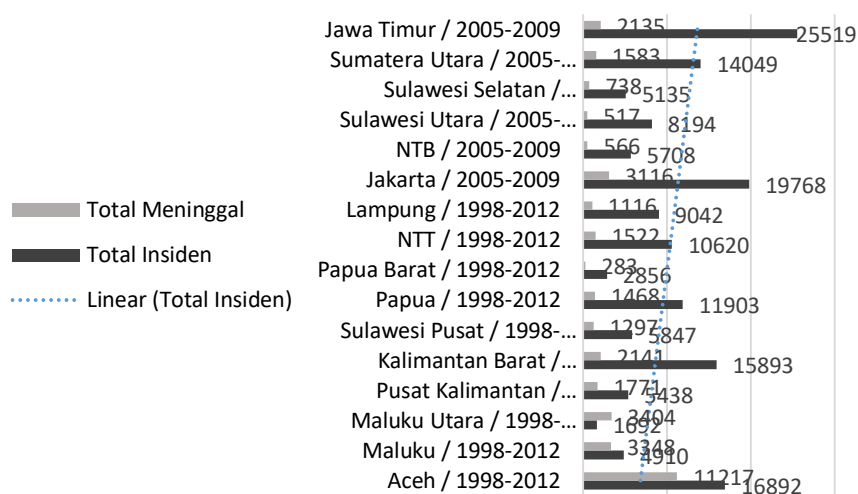 Jawa Timur / 2005-2009
2135
25519
Sumatera Utara / 2005-...
1583
14049
Sulawesi Selatan /...
738
5135
Sulawesi Utara / 2005-...
517
8194
NTB / 2005-2009
566
5708
Jakarta / 2005-2009
3116
19768
Total Meninggal
Lampung / 1998-2012
1116
9042
NTT / 1998-2012
1522
10620
Total Insiden
Papua Barat / 1998-2012
283
2856
Papua / 1998-2012
1468
11903
Linear (Total Insiden)
Sulawesi Pusat / 1998-...
1297
5847
Kalimantan Barat /...
2141
15893
Pusat Kalimantan /...
1771
5438
Maluku Utara / 1998-...
3404
1692
Maluku / 1998-2012
3348
4910
Aceh / 1998-2012
11217
16892